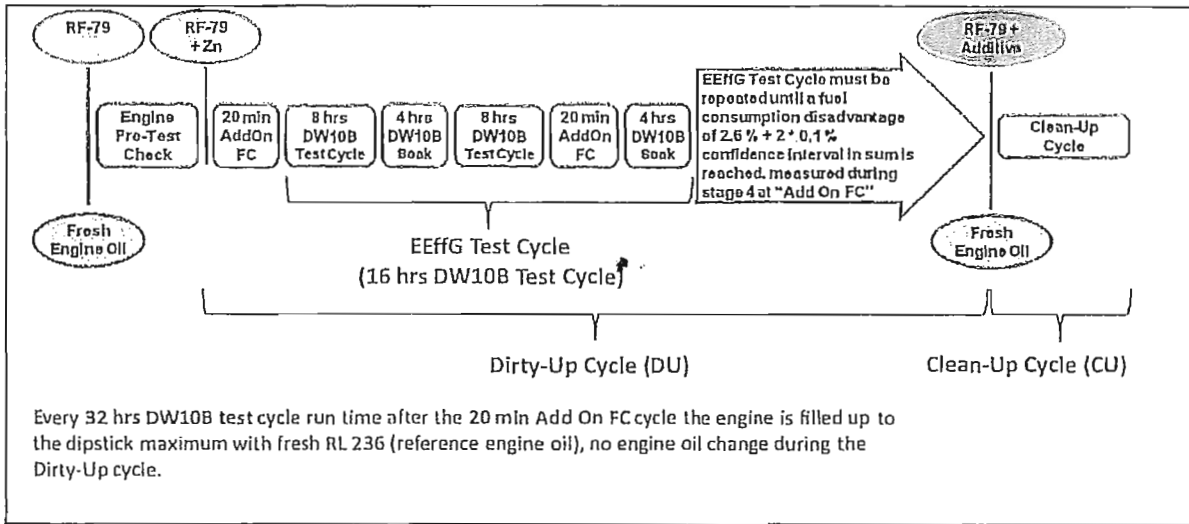 RF-79
RF-79
+ Zn
RF-79 +
Additive
Engine
Pre-Test
Check
20 min
AddOn
FC
8 hrs
DW10B
Test Cycle
4 hrs
DW10B
Soak
8 hrs
DW10B
Test Cycle
20 min
AddOn
FC
4 hrs
DW10B
Soak
EEffG Test Cycle must be
repeated until a fuel
consumption disadvantage
of 2,6 % + 2*0,1 %
confidence interval in sum is
reached, measured during
stage 4 at "Add On FC"
Clean-Up
Cycle
Fresh
Engine Oil
Fresh
Engine Oil
EEffG Test Cycle
(16 hrs DW10B Test Cycle)
Dirty-Up Cycle (DU)
Clean-Up Cycle (CU)
Every 32 hrs DW10B test cycle run time after the 20 min Add On FC cycle the engine is filled up to
the dipstick maximum with fresh RL 236 (reference engine oil), no engine oil change during the
Dirty-Up cycle.